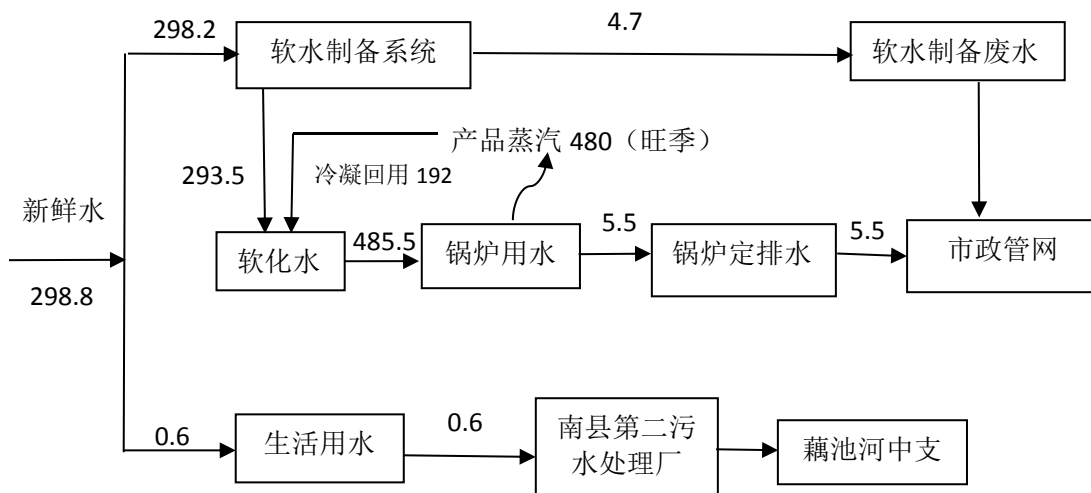 298.2
软水制备系统
4.7
软水制备废水
产品蒸汽 480（旺季）
293.5
冷凝回用 192
新鲜水
298.8
软化水
485.5
锅炉用水
5.5
锅炉定排水
5.5
市政管网
0.6
生活用水
0.6
南县第二污
水处理厂
藕池河中支